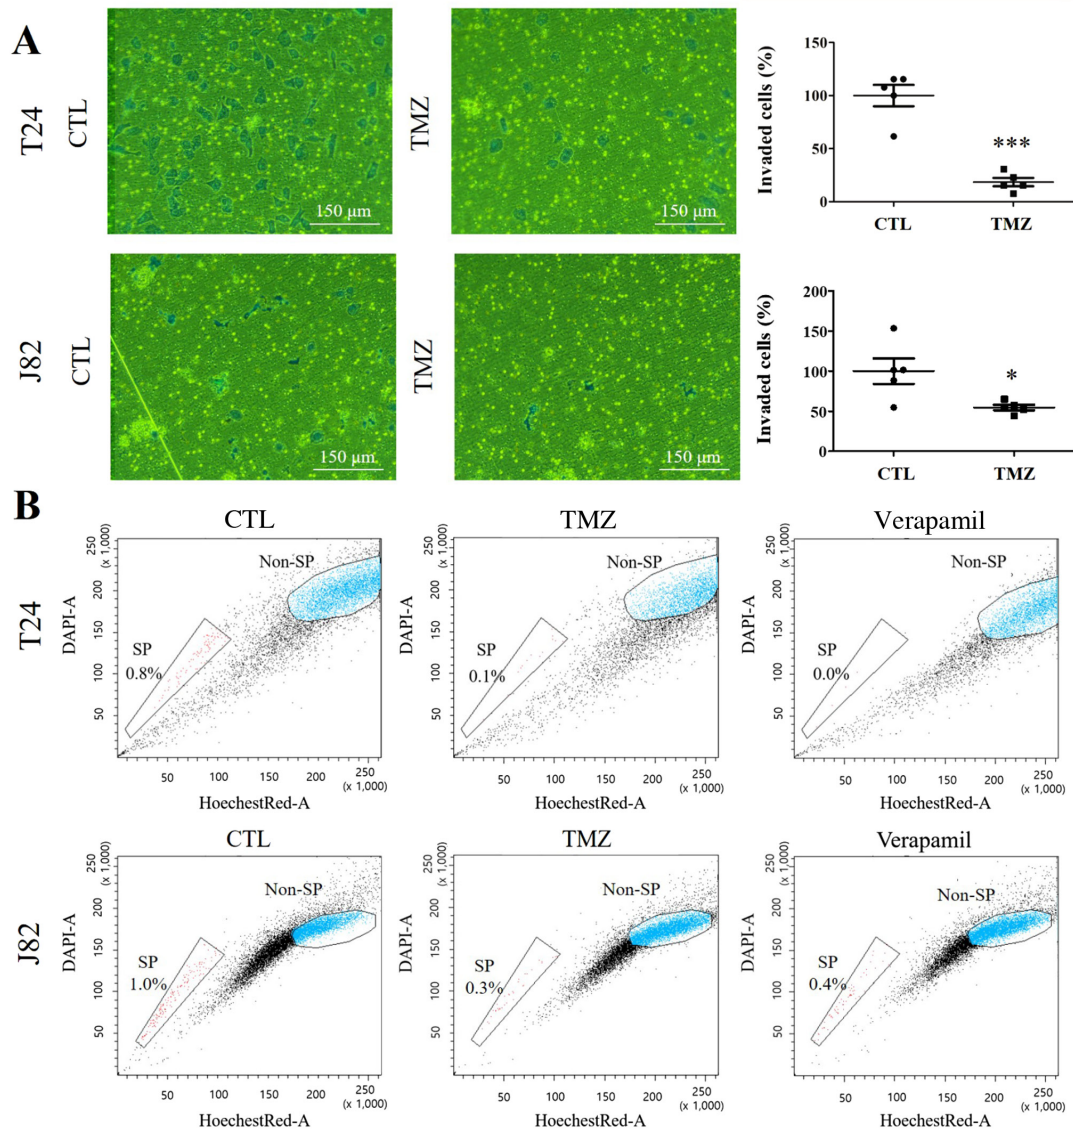 A
T24
CTL
150 μm
TMZ
150 μm
Invaded cells (%)
150
100
50
0
***
CTL
TMZ
J82
CTL
150 μm
TMZ
150 μm
Invaded cells (%)
200
150
100
50
0
*
CTL
TMZ
B
T24
CTL
DAPI-A
(x 1,000)
250
200
150
100
50
Non-SP
SP
0.8%
50
100
150
200
250
(x 1,000)
HoechestRed-A
TMZ
DAPI-A
(x 1,000)
250
200
150
100
50
Non-SP
SP
0.1%
50
100
150
200
250
(x 1,000)
HoechestRed-A
Verapamil
DAPI-A
(x 1,000)
250
200
150
100
50
Non-SP
SP
0.0%
50
100
150
200
250
(x 1,000)
HoechestRed-A
J82
CTL
DAPI-A
(x 1,000)
250
200
150
100
50
Non-SP
SP
1.0%
50
100
150
200
250
(x 1,000)
HoechestRed-A
TMZ
DAPI-A
(x 1,000)
250
200
150
100
50
Non-SP
SP
0.3%
50
100
150
200
250
(x 1,000)
HoechestRed-A
Verapamil
DAPI-A
(x 1,000)
250
200
150
100
50
Non-SP
SP
0.4%
50
100
150
200
250
(x 1,000)
HoechestRed-A